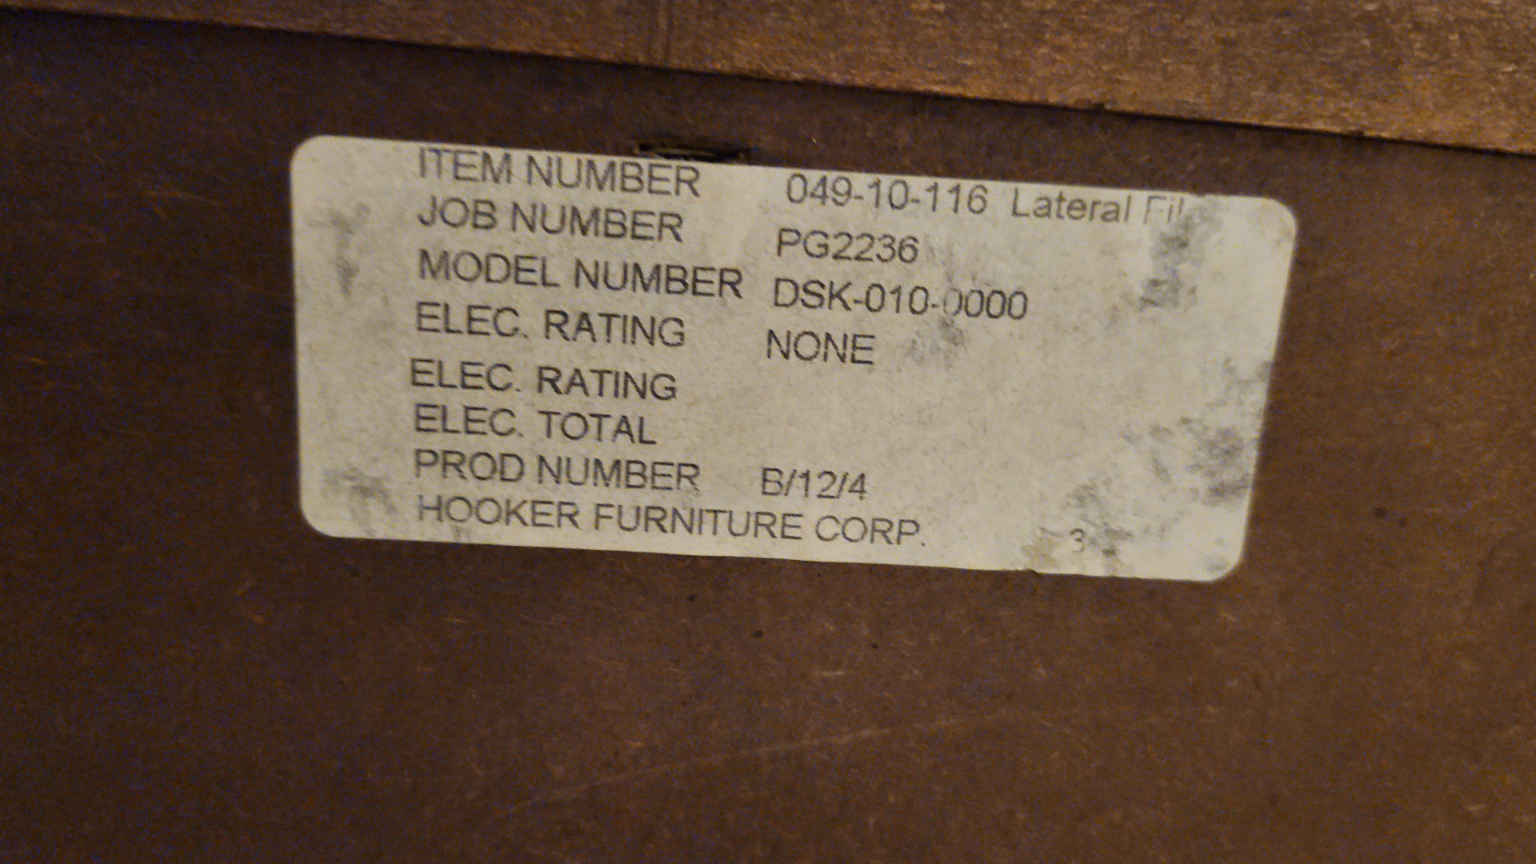 ITEM NUMBER 049-10-116 Lateral Fil
JOB NUMBER PG2236
MODEL NUMBER DSK-010-0000
ELEC. RATING NONE
ELEC. RATING
ELEC. TOTAL
PROD NUMBER B/12/4
HOOKER FURNITURE CORP. 3